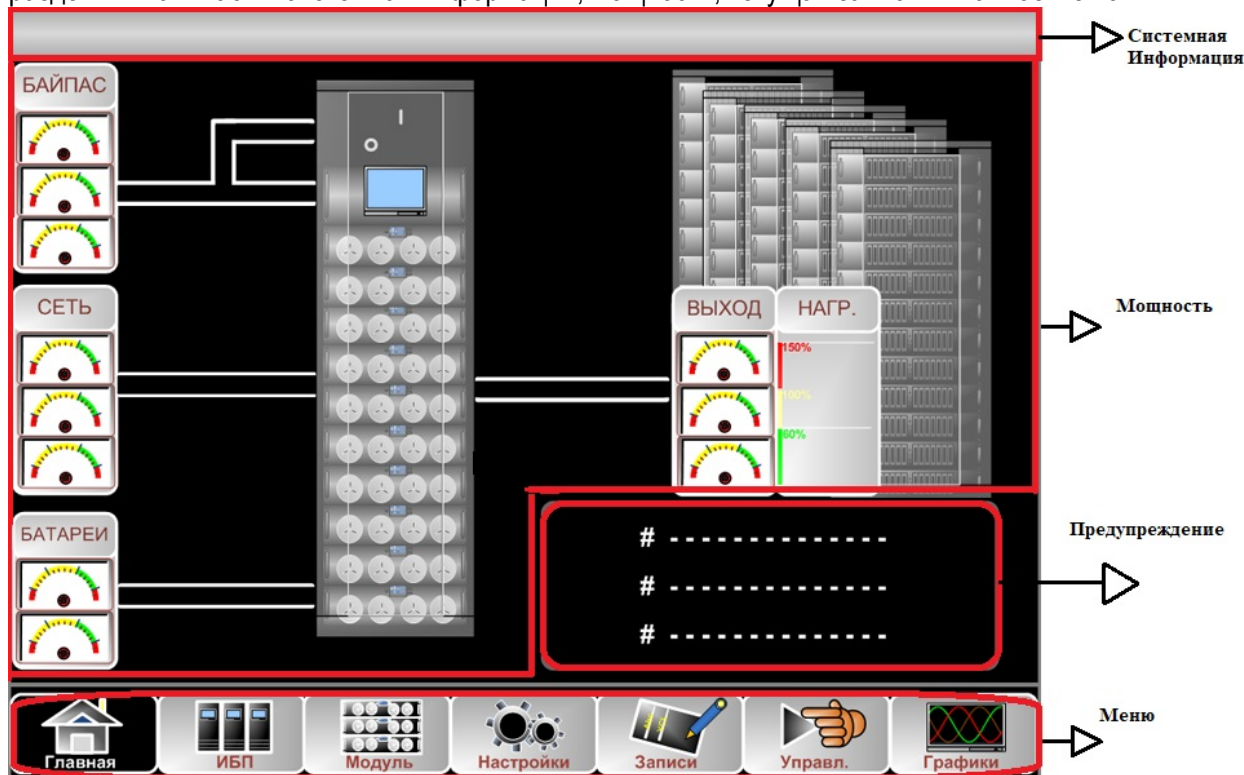 Системная
Информация
БАЙПАС
СЕТЬ
ВЫХОД НАГР.
150%
100%
60%
Мощность
БАТАРЕИ
# - - - - - - - - - - - - - -
# - - - - - - - - - - - - - -
# - - - - - - - - - - - - - -
Предупреждение
Главная ИБП Модуль Настройки Записи Управл. Графики
Меню